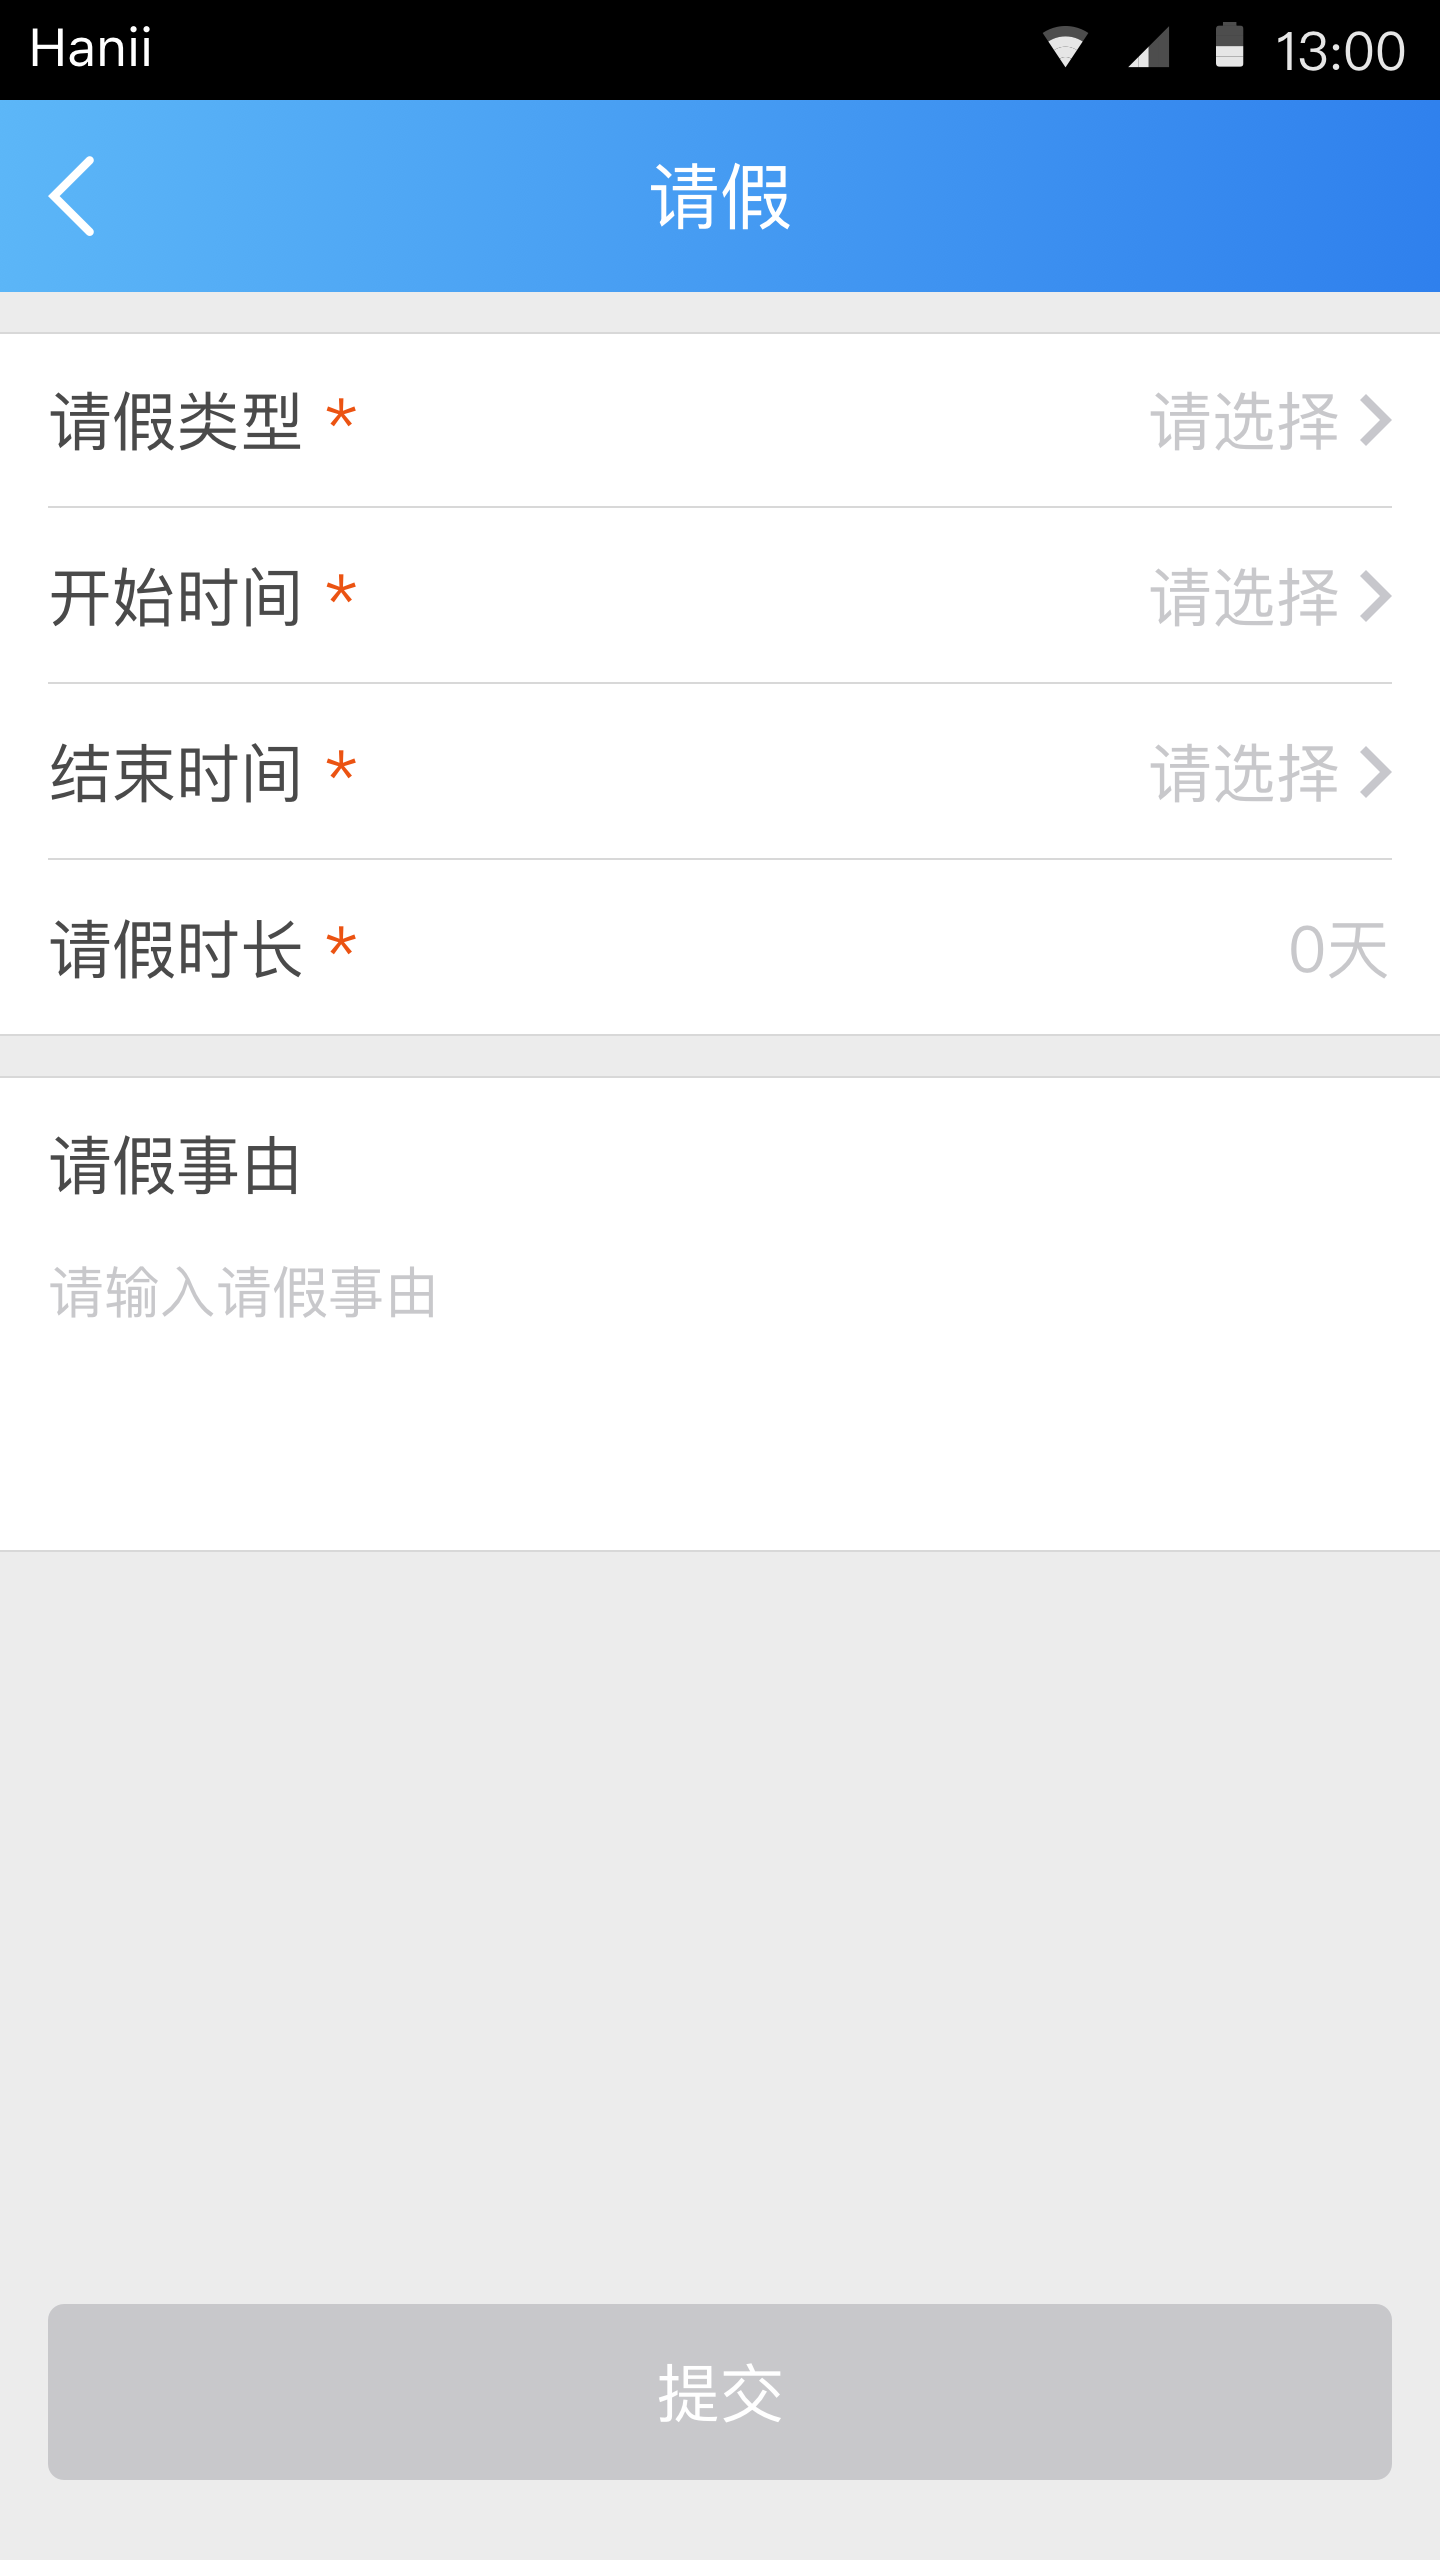 Hanii 13:00
请假
请假类型 * 请选择
开始时间 * 请选择
结束时间 * 请选择
请假时长 * 0天
请假事由
请输入请假事由
提交